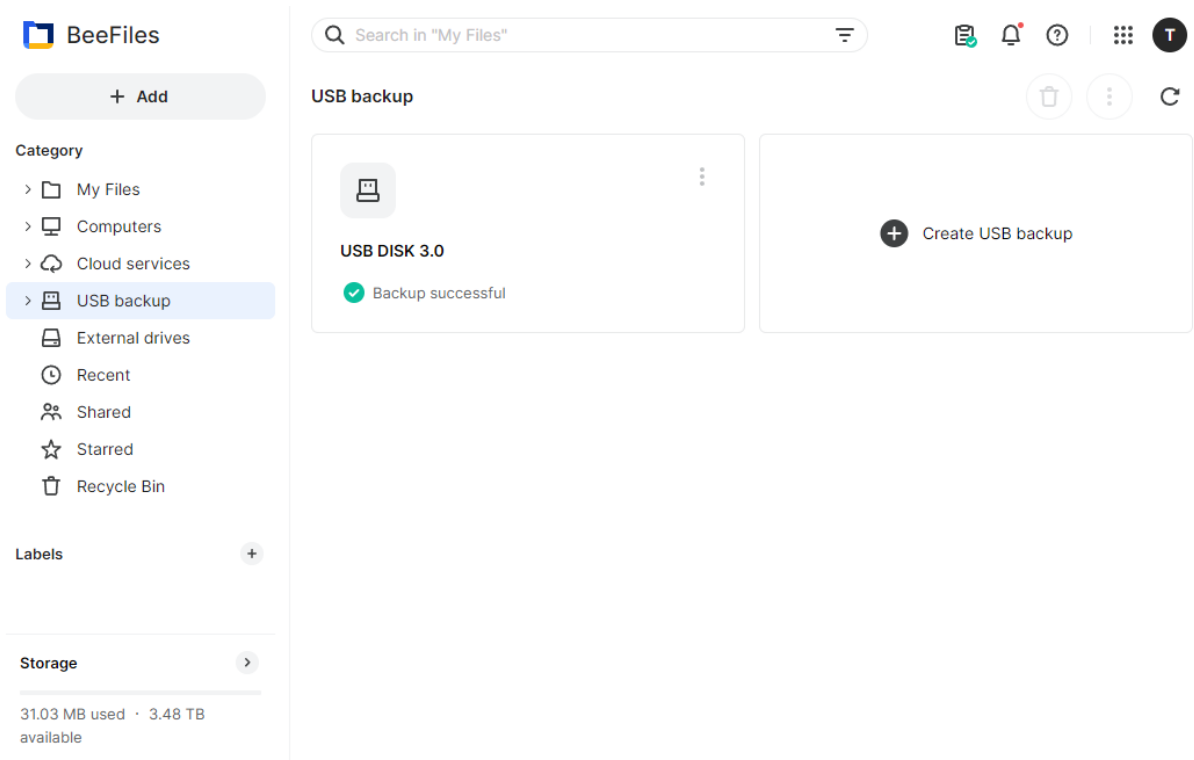 BeeFiles
Search in "My Files"
T
+ Add
USB backup
Category
My Files
Computers
Cloud services
USB backup
External drives
Recent
Shared
Starred
Recycle Bin
USB DISK 3.0
Backup successful
Create USB backup
Labels
Storage
31.03 MB used · 3.48 TB
available